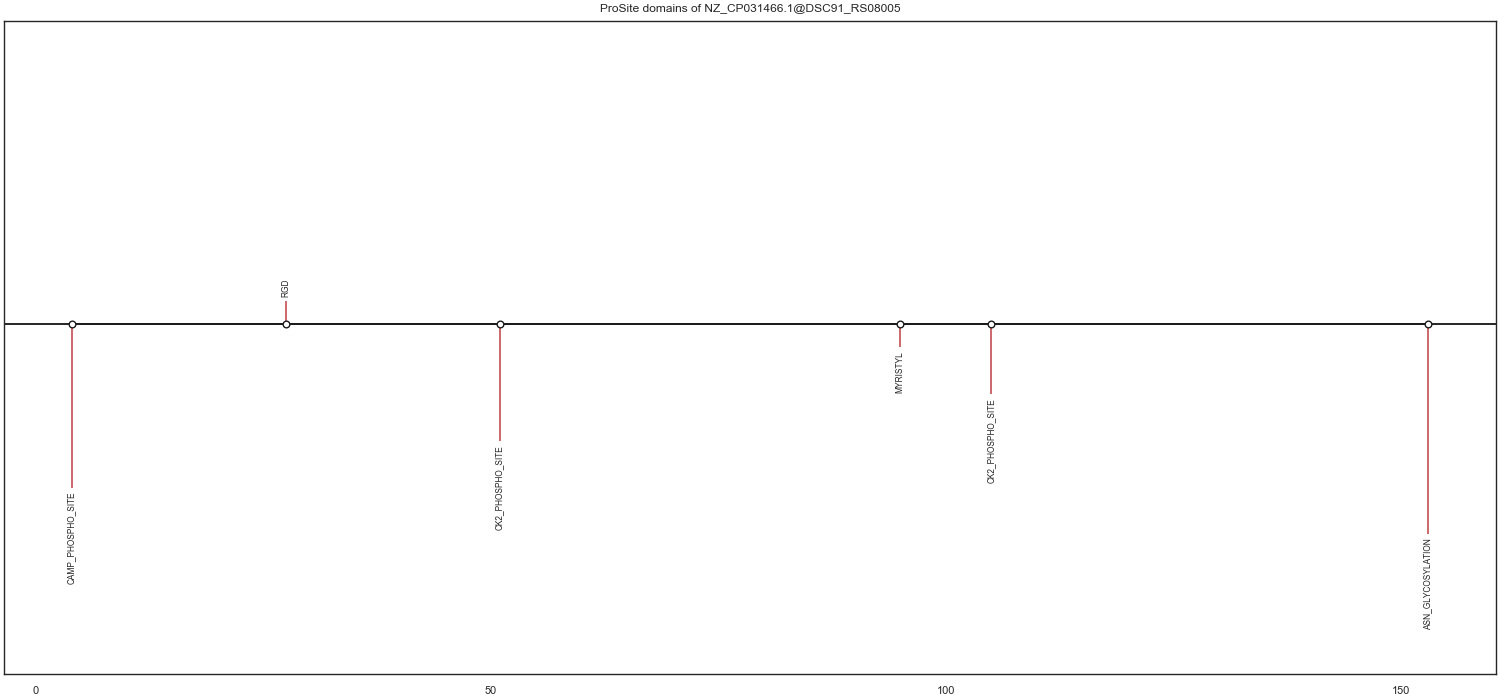 ProSite domains of NZ_CP031466.1@DSC91_RS08005
RGD
MYRISTYL
CK2_PHOSPHO_SITE
CK2_PHOSPHO_SITE
CAMP_PHOSPHO_SITE
ASN_GLYCOSYLATION
0 50 100 150